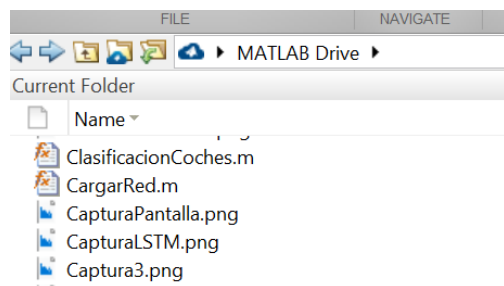 FILE NAVIGATE
MATLAB Drive
Current Folder
Name
ClasificacionCoches.m
CargarRed.m
CapturaPantalla.png
CapturaLSTM.png
Captura3.png